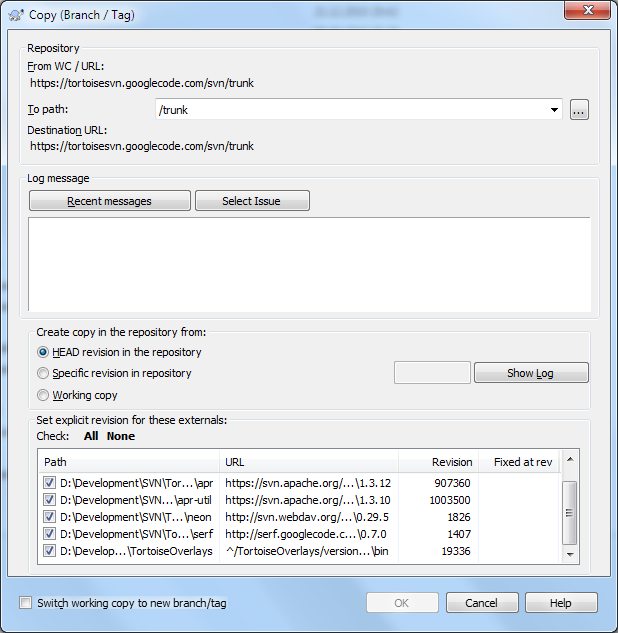 Copy (Branch / Tag)
Repository
From WC / URL:
https://tortoisesvn.googlecode.com/svn/trunk
To path: /trunk ...
Destination URL:
https://tortoisesvn.googlecode.com/svn/trunk
Log message
Recent messages Select Issue
Create copy in the repository from:
HEAD revision in the repository
Specific revision in repository Show Log
Working copy
Set explicit revision for these externals:
Check: All None
Path URL Revision Fixed at rev
D:\Development\SVN\Tor...\apr https://svn.apache.org/...\1.3.12 907360
D:\Development\SVN...\apr-util https://svn.apache.org/...\1.3.10 1003500
D:\Development\SVN\T...\neon http://svn.webdav.org/...\0.29.5 1826
D:\Development\SVN\To...\serf http://serf.googlecode.c...\0.7.0 1407
D:\Develop...\TortoiseOverlays ^/TortoiseOverlays/version...\bin 19336
Switch working copy to new branch/tag OK Cancel Help